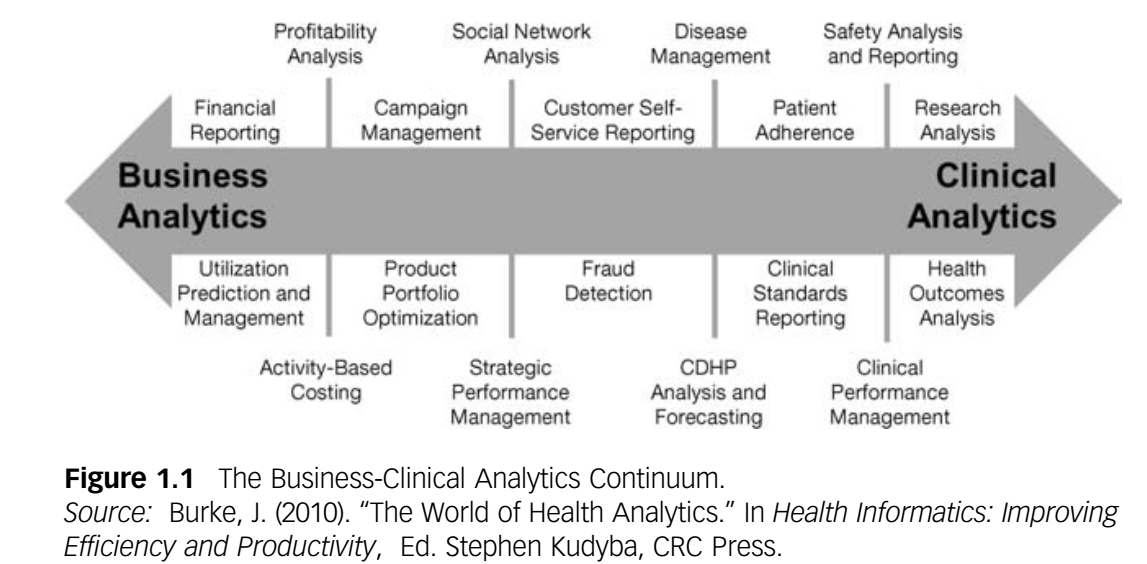 Profitability
Analysis
Social Network
Analysis
Disease
Management
Safety Analysis
and Reporting
Financial
Reporting
Campaign
Management
Customer Self-
Service Reporting
Patient
Adherence
Research
Analysis
Business
Analytics
Clinical
Analytics
Utilization
Prediction and
Management
Product
Portfolio
Optimization
Fraud
Detection
Clinical
Standards
Reporting
Health
Outcomes
Analysis
Activity-Based
Costing
Strategic
Performance
Management
CDHP
Analysis and
Forecasting
Clinical
Performance
Management
Figure 1.1 The Business-Clinical Analytics Continuum.
Source: Burke, J. (2010). “The World of Health Analytics.” In Health Informatics: Improving
Efficiency and Productivity, Ed. Stephen Kudyba, CRC Press.